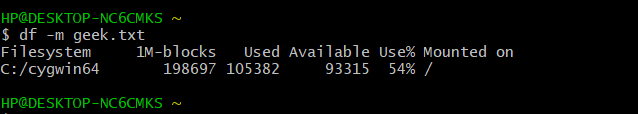 HP@DESKTOP-NC6CMKS ~
$ df -m geek.txt
Filesystem     1M-blocks   Used Available Use% Mounted on
C:/cygwin64       198697 105382     93315  54% /
HP@DESKTOP-NC6CMKS ~